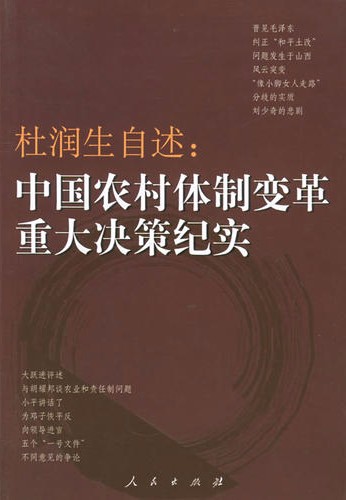 晋见毛泽东
纠正“和平土改”
问题发生于山西
风云突变
“像小脚女人走路”
分歧的实质
刘少奇的悲剧
杜润生自述：
中国农村体制变革
重大决策纪实
大跃进评述
与胡耀邦谈农业和责任制问题
小平讲话了
为邓子恢平反
向领导进言
五个“一号文件”
不同意见的争论
人民出版社